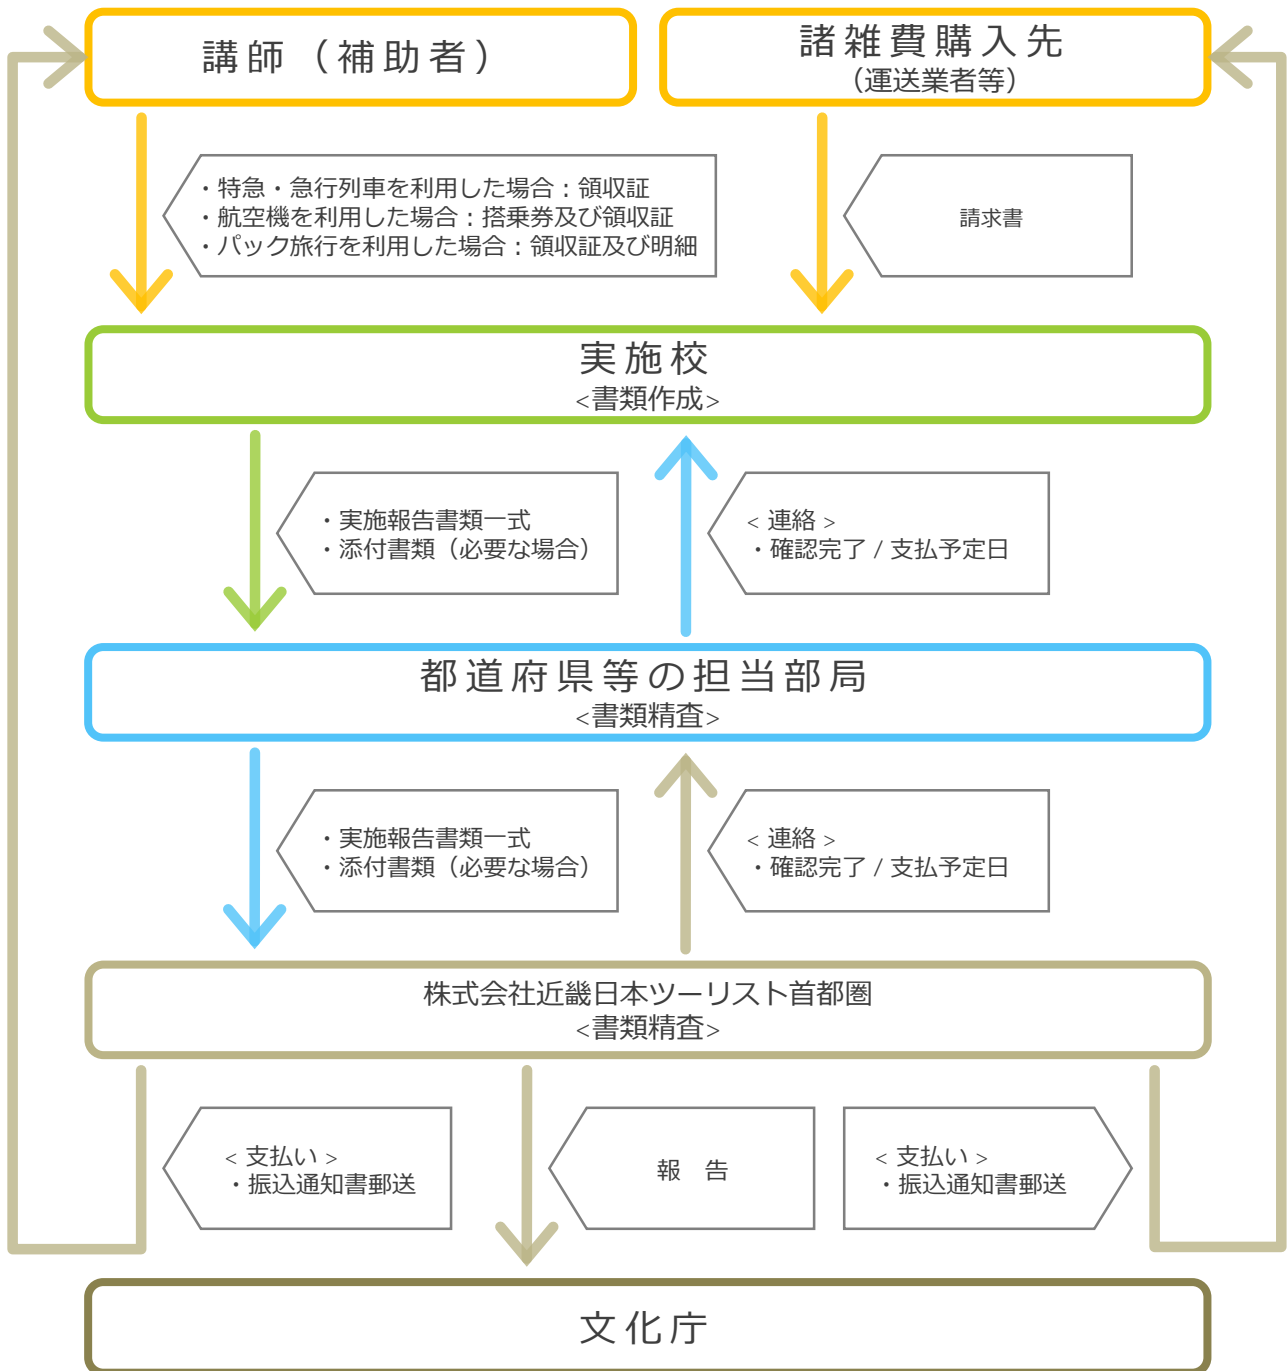 講師（補助者）
諸雑費購入先
（運送業者等）
・特急・急行列車を利用した場合：領収証
・航空機を利用した場合：搭乗券及び領収証
・パック旅行を利用した場合：領収証及び明細
請求書
実施校
<書類作成>
・実施報告書類一式
・添付書類（必要な場合）
< 連絡 >
・確認完了 / 支払予定日
都道府県等の担当部局
<書類精査>
・実施報告書類一式
・添付書類（必要な場合）
< 連絡 >
・確認完了 / 支払予定日
株式会社近畿日本ツーリスト首都圏
<書類精査>
< 支払い >
・振込通知書郵送
報　告
< 支払い >
・振込通知書郵送
文化庁